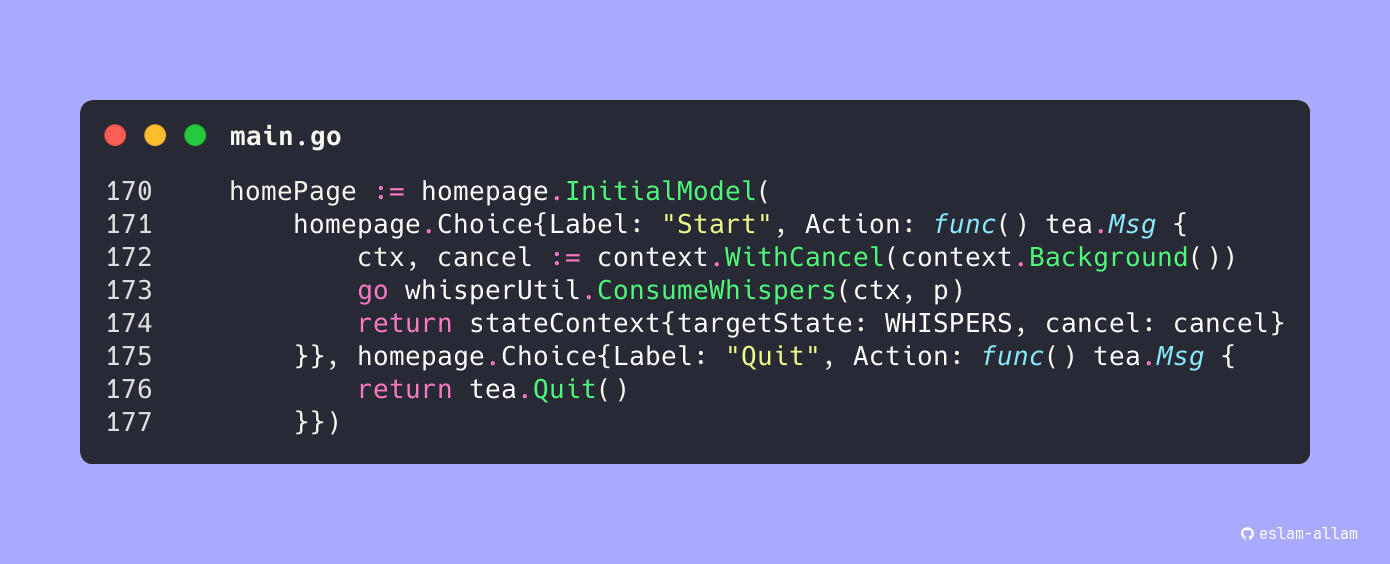 main.go
170     homePage := homepage.InitialModel(
171         homepage.Choice{Label: "Start", Action: func() tea.Msg {
172             ctx, cancel := context.WithCancel(context.Background())
173             go whisperUtil.ConsumeWhispers(ctx, p)
174             return stateContext{targetState: WHISPERS, cancel: cancel}
175         }}, homepage.Choice{Label: "Quit", Action: func() tea.Msg {
176             return tea.Quit()
177         }})
eslam-allam